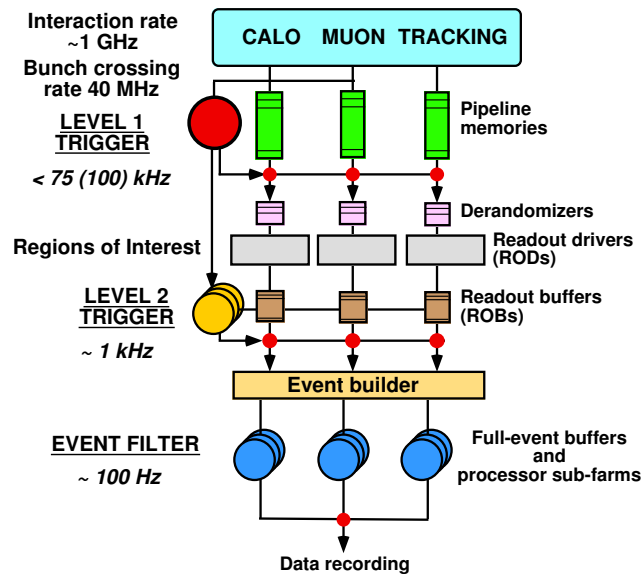 Interaction rate
~1 GHz
CALO MUON TRACKING
Bunch crossing
rate 40 MHz
LEVEL 1
TRIGGER
< 75 (100) kHz
Pipeline
memories
Derandomizers
Regions of Interest
Readout drivers
(RODs)
LEVEL 2
TRIGGER
~ 1 kHz
Readout buffers
(ROBs)
Event builder
EVENT FILTER
~ 100 Hz
Full-event buffers
and
processor sub-farms
Data recording